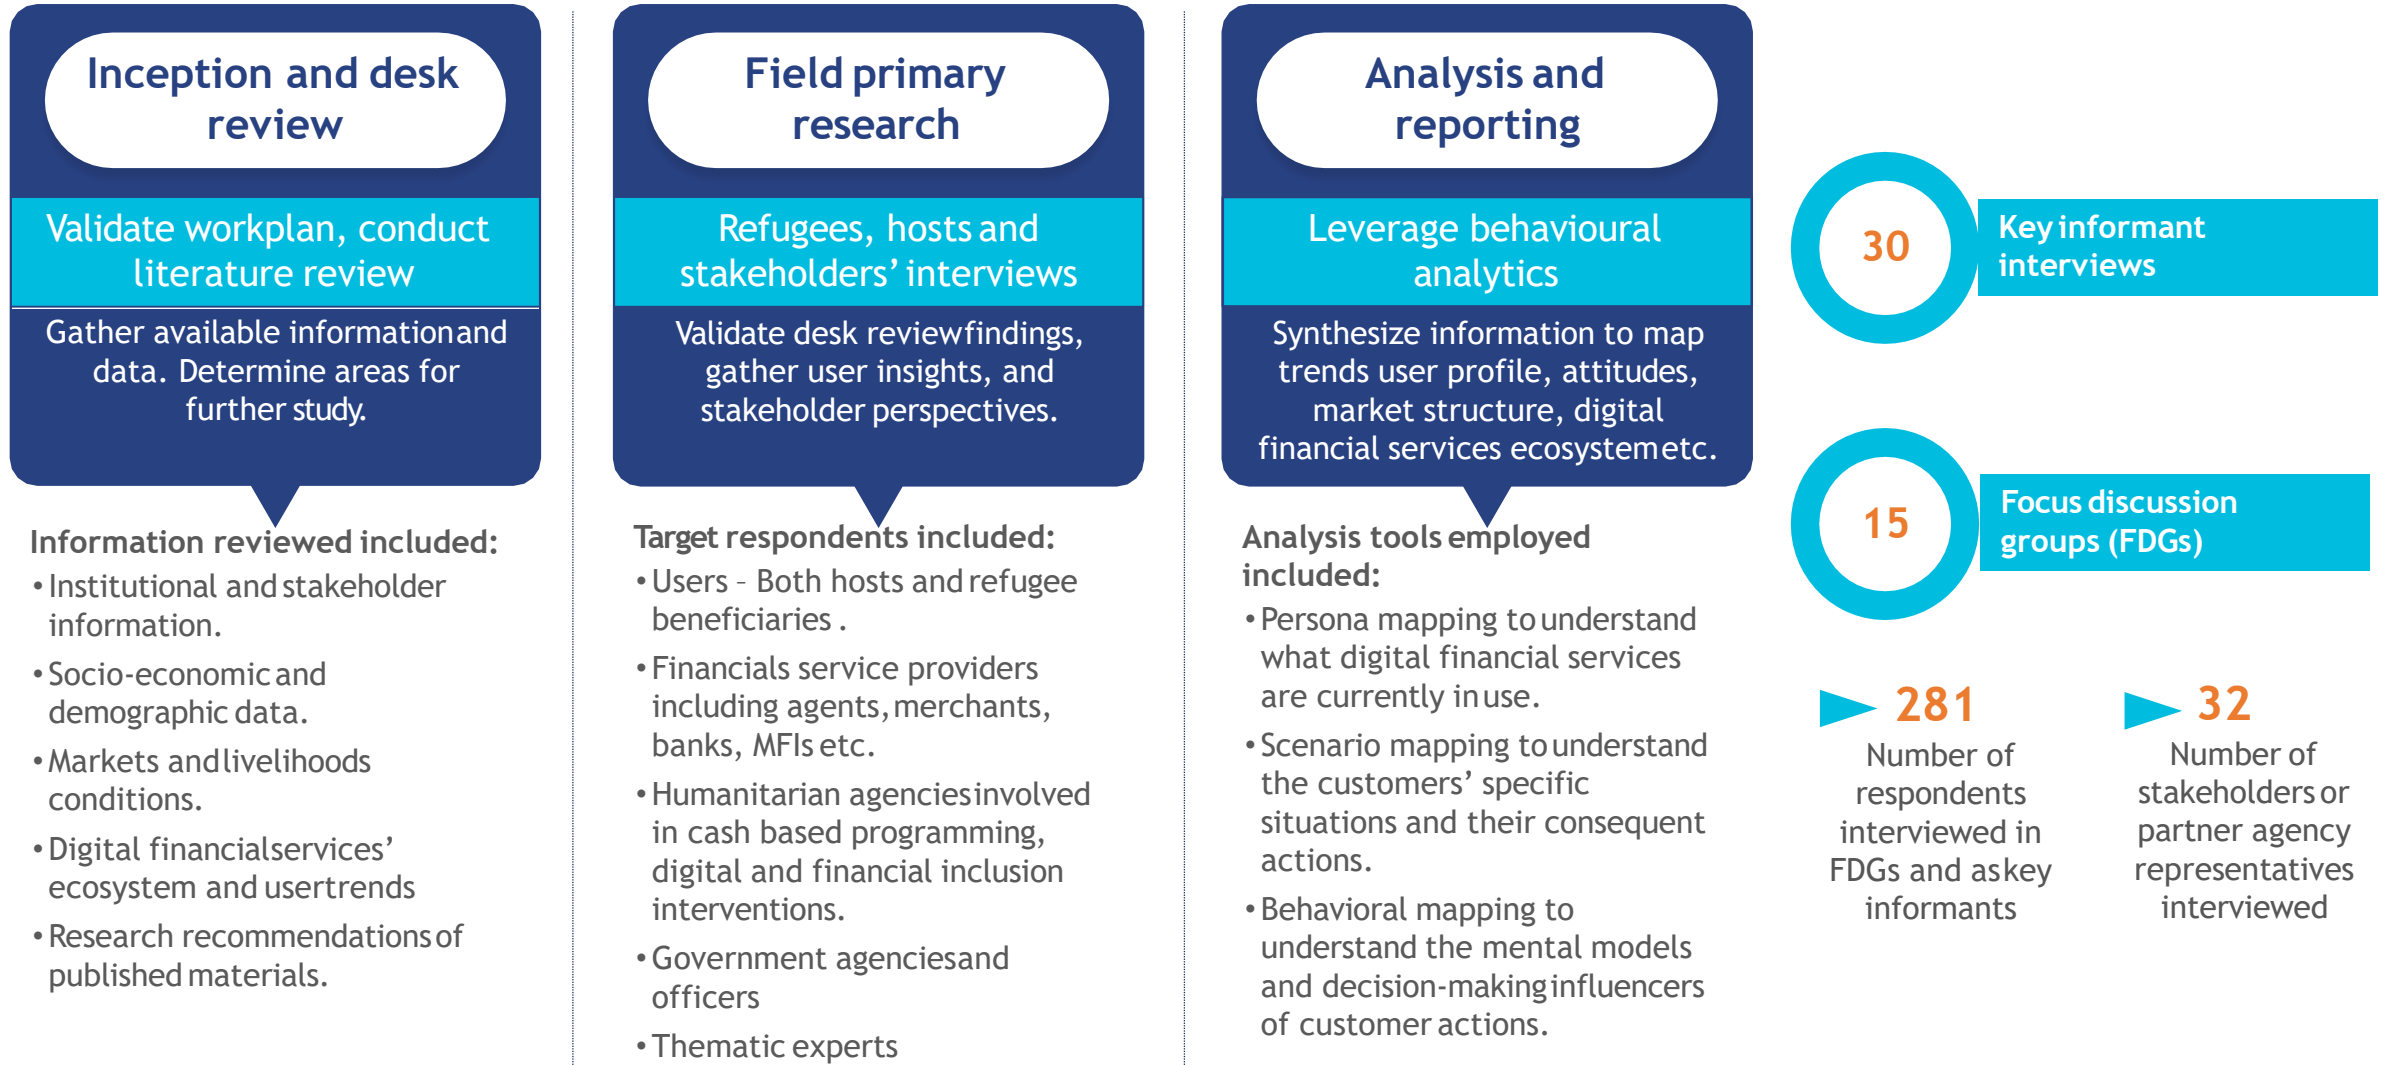 Inception and desk
review
Validate workplan, conduct
literature review
Gather available information and
data. Determine areas for
further study.
Information reviewed included:
• Institutional and stakeholder
information.
• Socio-economic and
demographic data.
• Markets and livelihoods
conditions.
• Digital financial services’
ecosystem and user trends
• Research recommendations of
published materials.
Field primary
research
Refugees, hosts and
stakeholders’ interviews
Validate desk review findings,
gather user insights, and
stakeholder perspectives.
Target respondents included:
• Users – Both hosts and refugee
beneficiaries .
• Financials service providers
including agents, merchants,
banks, MFIs etc.
• Humanitarian agencies involved
in cash based programming,
digital and financial inclusion
interventions.
• Government agencies and
officers
• Thematic experts
Analysis and
reporting
Leverage behavioural
analytics
Synthesize information to map
trends user profile, attitudes,
market structure, digital
financial services ecosystem etc.
Analysis tools employed
included:
• Persona mapping to understand
what digital financial services
are currently in use.
• Scenario mapping to understand
the customers’ specific
situations and their consequent
actions.
• Behavioral mapping to
understand the mental models
and decision-making influencers
of customer actions.
30
Key informant
interviews
15
Focus discussion
groups (FDGs)
281
Number of
respondents
interviewed in
FDGs and as key
informants
32
Number of
stakeholders or
partner agency
representatives
interviewed